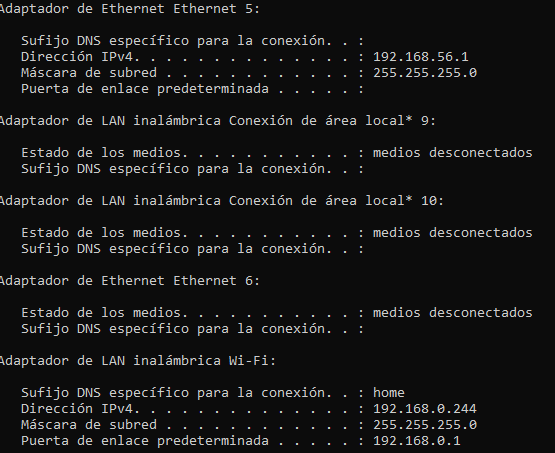 Adaptador de Ethernet Ethernet 5:
Sufijo DNS específico para la conexión. . :
Dirección IPv4. . . . . . . . . . . . . . : 192.168.56.1
Máscara de subred . . . . . . . . . . . . : 255.255.255.0
Puerta de enlace predeterminada . . . . . :
Adaptador de LAN inalámbrica Conexión de área local* 9:
Estado de los medios. . . . . . . . . . . : medios desconectados
Sufijo DNS específico para la conexión. . :
Adaptador de LAN inalámbrica Conexión de área local* 10:
Estado de los medios. . . . . . . . . . . : medios desconectados
Sufijo DNS específico para la conexión. . :
Adaptador de Ethernet Ethernet 6:
Estado de los medios. . . . . . . . . . . : medios desconectados
Sufijo DNS específico para la conexión. . :
Adaptador de LAN inalámbrica Wi-Fi:
Sufijo DNS específico para la conexión. . : home
Dirección IPv4. . . . . . . . . . . . . . : 192.168.0.244
Máscara de subred . . . . . . . . . . . . : 255.255.255.0
Puerta de enlace predeterminada . . . . . : 192.168.0.1